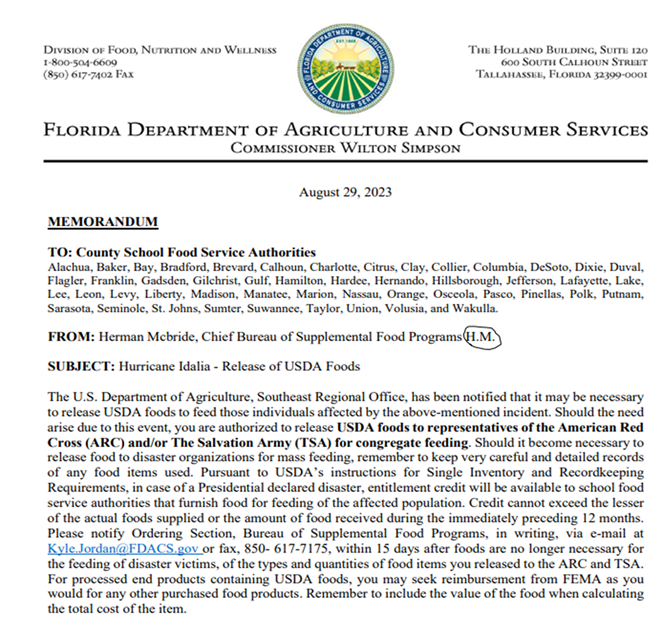 DIVISION OF FOOD, NUTRITION AND WELLNESS
1-800-504-6609
(850) 617-7402 FAX
THE HOLLAND BUILDING, SUITE 120
600 SOUTH CALHOUN STREET
TALLAHASSEE, FLORIDA 32399-0001
FLORIDA DEPARTMENT OF AGRICULTURE
AND CONSUMER SERVICES
FLORIDA DEPARTMENT OF AGRICULTURE AND CONSUMER SERVICES
COMMISSIONER WILTON SIMPSON
August 29, 2023
MEMORANDUM
TO: County School Food Service Authorities
Alachua, Baker, Bay, Bradford, Brevard, Calhoun, Charlotte, Citrus, Clay, Collier, Columbia, DeSoto, Dixie, Duval,
Flagler, Franklin, Gadsden, Gilchrist, Gulf, Hamilton, Hardee, Hernando, Hillsborough, Jefferson, Lafayette, Lake,
Lee, Leon, Levy, Liberty, Madison, Manatee, Marion, Nassau, Orange, Osceola, Pasco, Pinellas, Polk, Putnam,
Sarasota, Seminole, St. Johns, Sumter, Suwannee, Taylor, Union, Volusia, and Wakulla.
FROM: Herman Mcbride, Chief Bureau of Supplemental Food Programs H.M.
SUBJECT: Hurricane Idalia - Release of USDA Foods
The U.S. Department of Agriculture, Southeast Regional Office, has been notified that it may be necessary
to release USDA foods to feed those individuals affected by the above-mentioned incident. Should the need
arise due to this event, you are authorized to release USDA foods to representatives of the American Red
Cross (ARC) and/or The Salvation Army (TSA) for congregate feeding. Should it become necessary to
release food to disaster organizations for mass feeding, remember to keep very careful and detailed records
of any food items used. Pursuant to USDA's instructions for Single Inventory and Recordkeeping
Requirements, in case of a Presidential declared disaster, entitlement credit will be available to school food
service authorities that furnish food for feeding of the affected population. Credit cannot exceed the lesser
of the actual foods supplied or the amount of food received during the immediately preceding 12 months.
Please notify Ordering Section, Bureau of Supplemental Food Programs, in writing, via e-mail at
Kyle.Jordan@FDACS.gov or fax, 850- 617-7175, within 15 days after foods are no longer necessary for
the feeding of disaster victims, of the types and quantities of food items you released to the ARC and TSA.
For processed end products containing USDA foods, you may seek reimbursement from FEMA as you
would for any other purchased food products. Remember to include the value of the food when calculating
the total cost of the item.